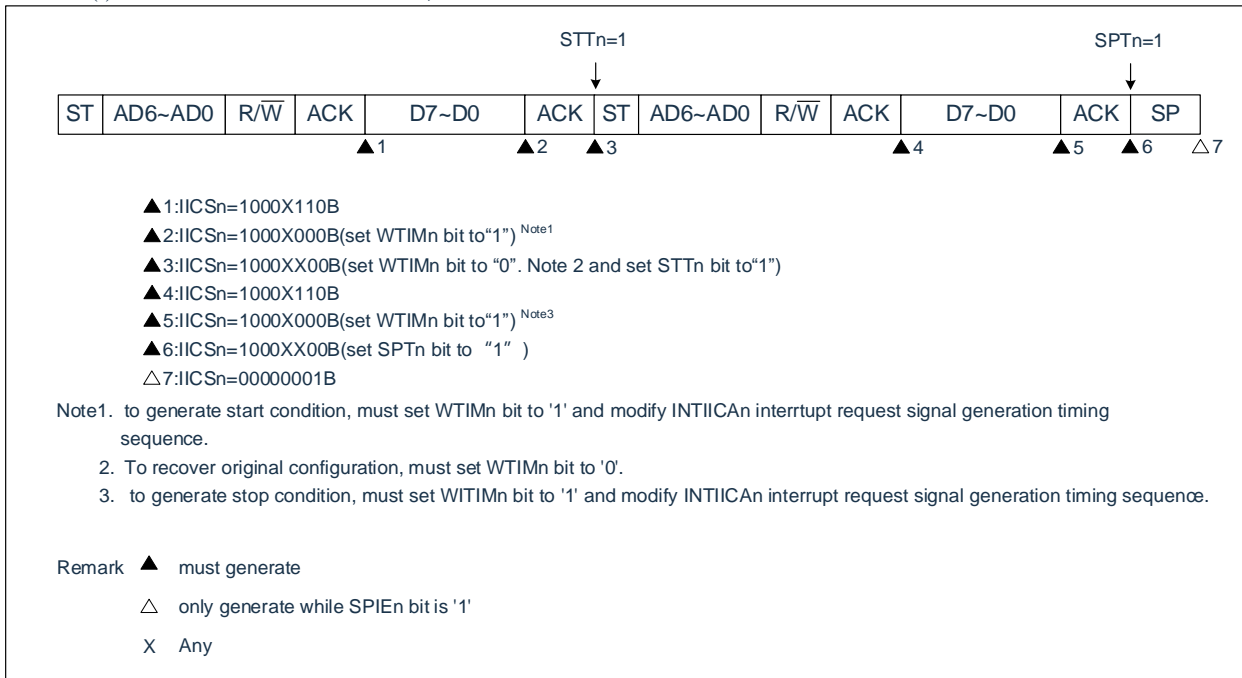 STTn=1 SPTn=1
ST AD6~AD0 R/W̅ ACK D7~D0 ACK ST AD6~AD0 R/W̅ ACK D7~D0 ACK SP
▲1 ▲2 ▲3 ▲4 ▲5 ▲6 △7
▲1:IICSn=1000X110B
▲2:IICSn=1000X000B(set WTIMn bit to“1”) Note1
▲3:IICSn=1000XX00B(set WTIMn bit to “0”. Note 2 and set STTn bit to“1”)
▲4:IICSn=1000X110B
▲5:IICSn=1000X000B(set WTIMn bit to“1”) Note3
▲6:IICSn=1000XX00B(set SPTn bit to “1” )
△7:IICSn=00000001B
Note1. to generate start condition, must set WTIMn bit to '1' and modify INTIICAn interrtupt request signal generation timing
sequence.
2. To recover original configuration, must set WTIMn bit to '0'.
3. to generate stop condition, must set WITIMn bit to '1' and modify INTIICAn interrupt request signal generation timing sequence.
Remark ▲ must generate
△ only generate while SPIEn bit is '1'
X Any